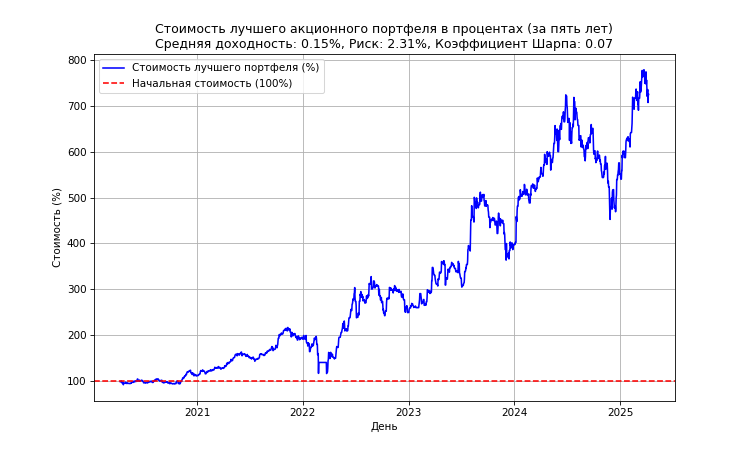 Стоимость лучшего акционного портфеля в процентах (за пять лет)
Средняя доходность: 0.15%, Риск: 2.31%, Коэффициент Шарпа: 0.07
Стоимость лучшего портфеля (%)
Начальная стоимость (100%)
Стоимость (%)
800
700
600
500
400
300
200
100
2021
2022
2023
2024
2025
День